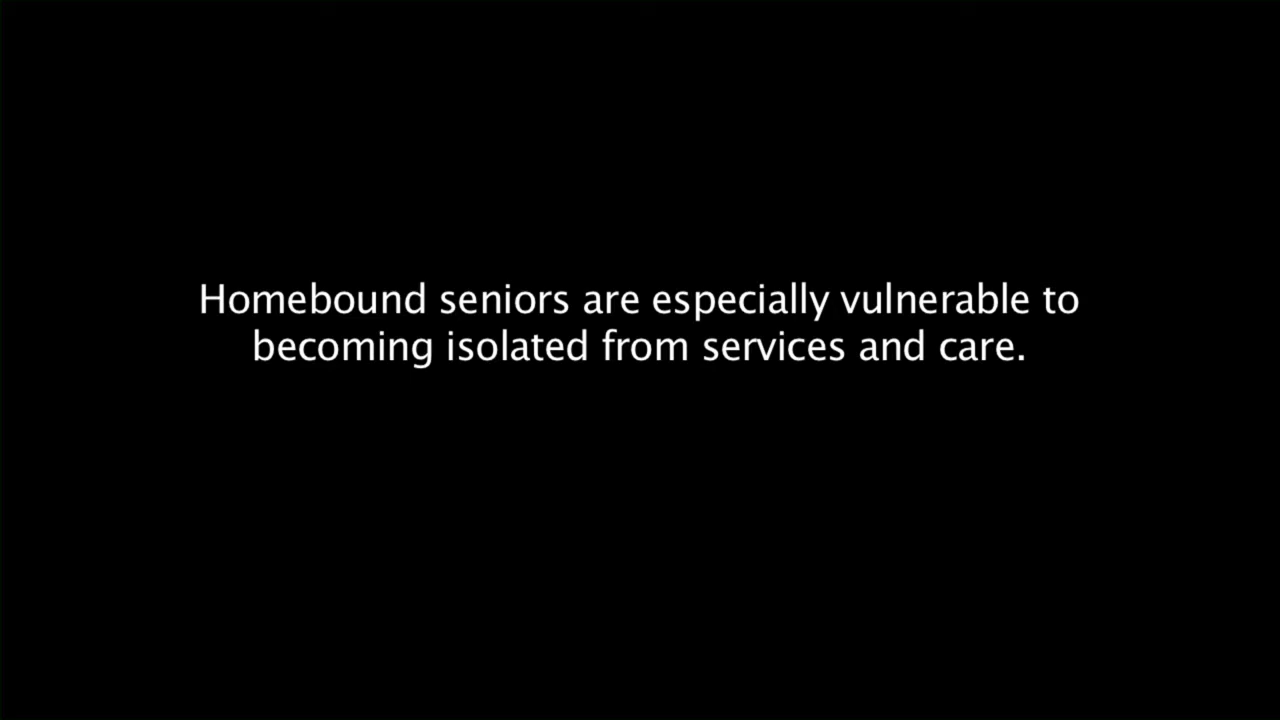 Homebound seniors are especially vulnerable to
becoming isolated from services and care.